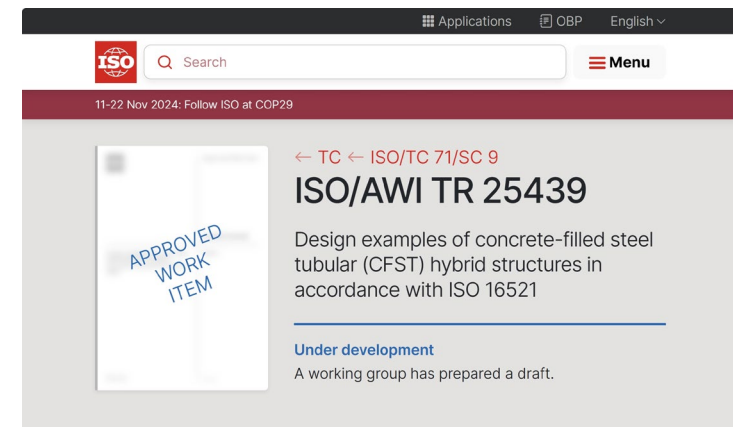 Applications OBP English
ISO Search Menu
11-22 Nov 2024: Follow ISO at COP29
← TC ← ISO/TC 71/SC 9
ISO/AWI TR 25439
APPROVED
WORK
ITEM
Design examples of concrete-filled steel
tubular (CFST) hybrid structures in
accordance with ISO 16521
Under development
A working group has prepared a draft.